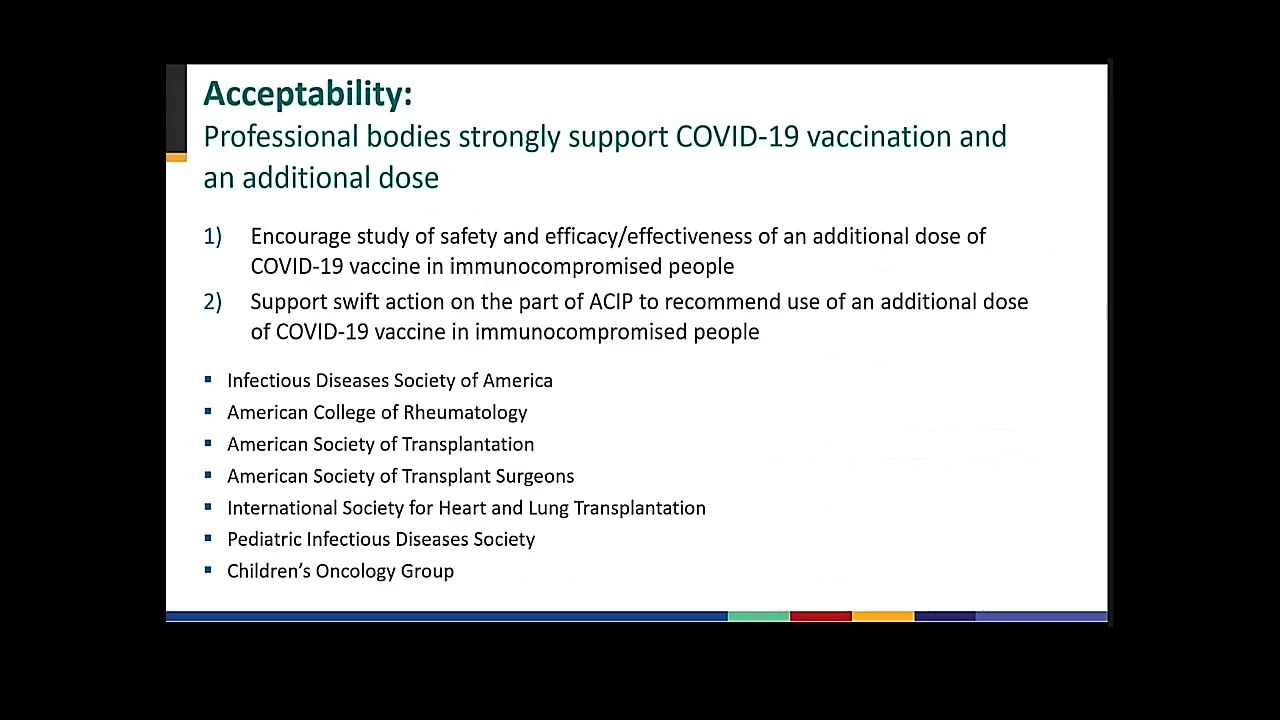 Acceptability:
Professional bodies strongly support COVID-19 vaccination and
an additional dose
1) Encourage study of safety and efficacy/effectiveness of an additional dose of
COVID-19 vaccine in immunocompromised people
2) Support swift action on the part of ACIP to recommend use of an additional dose
of COVID-19 vaccine in immunocompromised people
▪ Infectious Diseases Society of America
▪ American College of Rheumatology
▪ American Society of Transplantation
▪ American Society of Transplant Surgeons
▪ International Society for Heart and Lung Transplantation
▪ Pediatric Infectious Diseases Society
▪ Children’s Oncology Group